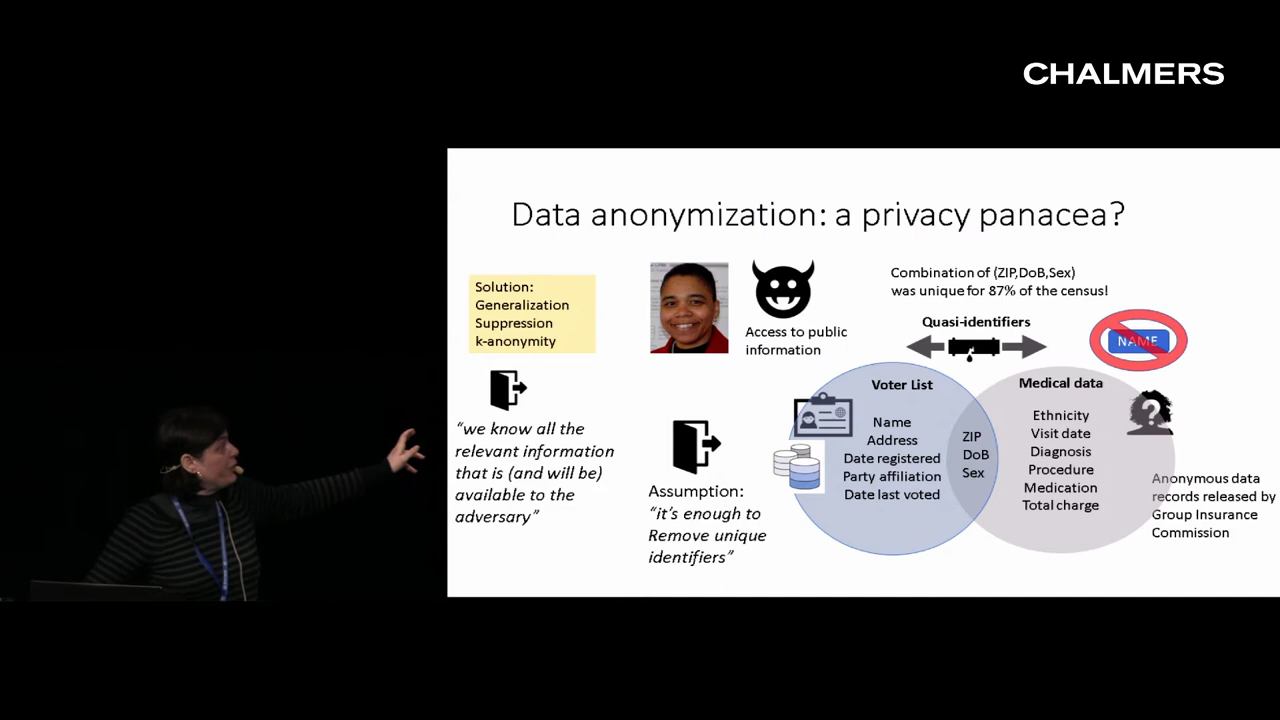 CHALMERS
Data anonymization: a privacy panacea?
Solution:
Generalization
Suppression
k-anonymity
"we know all the
relevant information
that is (and will be)
available to the
adversary"
Access to public
information
Assumption:
"it's enough to
Remove unique
identifiers"
Combination of (ZIP,DoB,Sex)
was unique for 87% of the census!
Quasi-identifiers
NAME
Voter List
Name
Address
Date registered
Party affiliation
Date last voted
ZIP
DoB
Sex
Medical data
Ethnicity
Visit date
Diagnosis
Procedure
Medication
Total charge
?
Anonymous data
records released by
Group Insurance
Commission